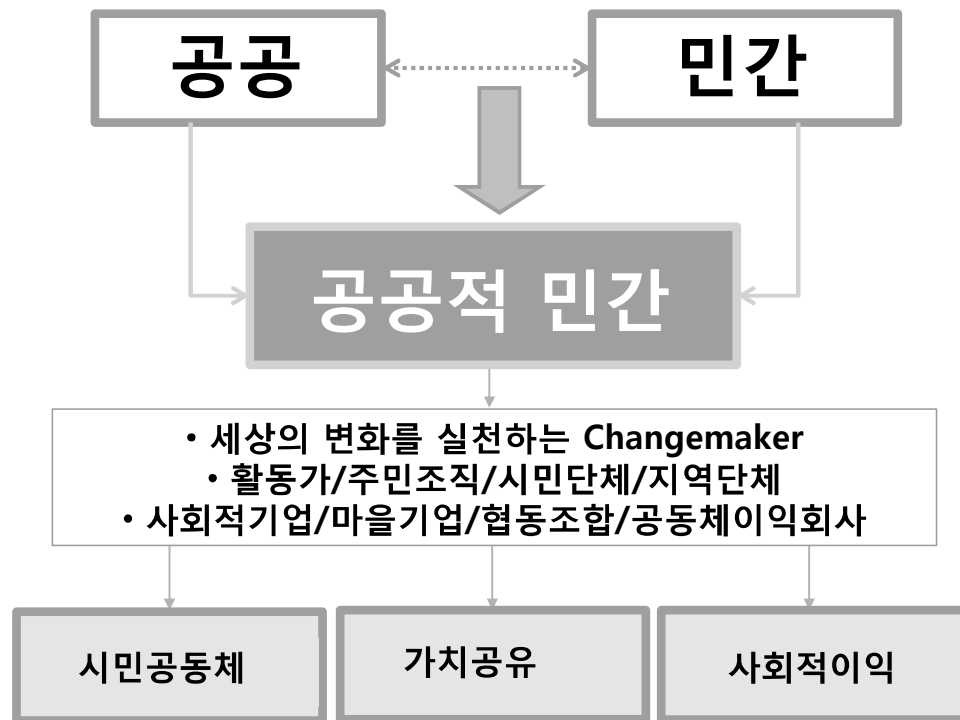 공공
민간
공공적 민간
• 세상의 변화를 실천하는 Changemaker
• 활동가/주민조직/시민단체/지역단체
• 사회적기업/마을기업/협동조합/공동체이익회사
시민공동체
가치공유
사회적이익